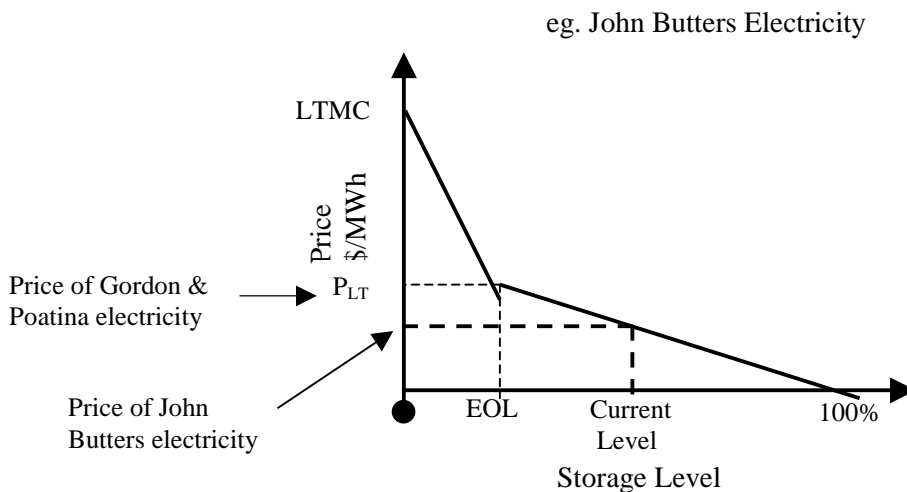 eg. John Butters Electricity
LTMC
Price
$/MWh
Price of Gordon &
Poatina electricity
PLT
Price of John
Butters electricity
EOL
Current
Level
100%
Storage Level